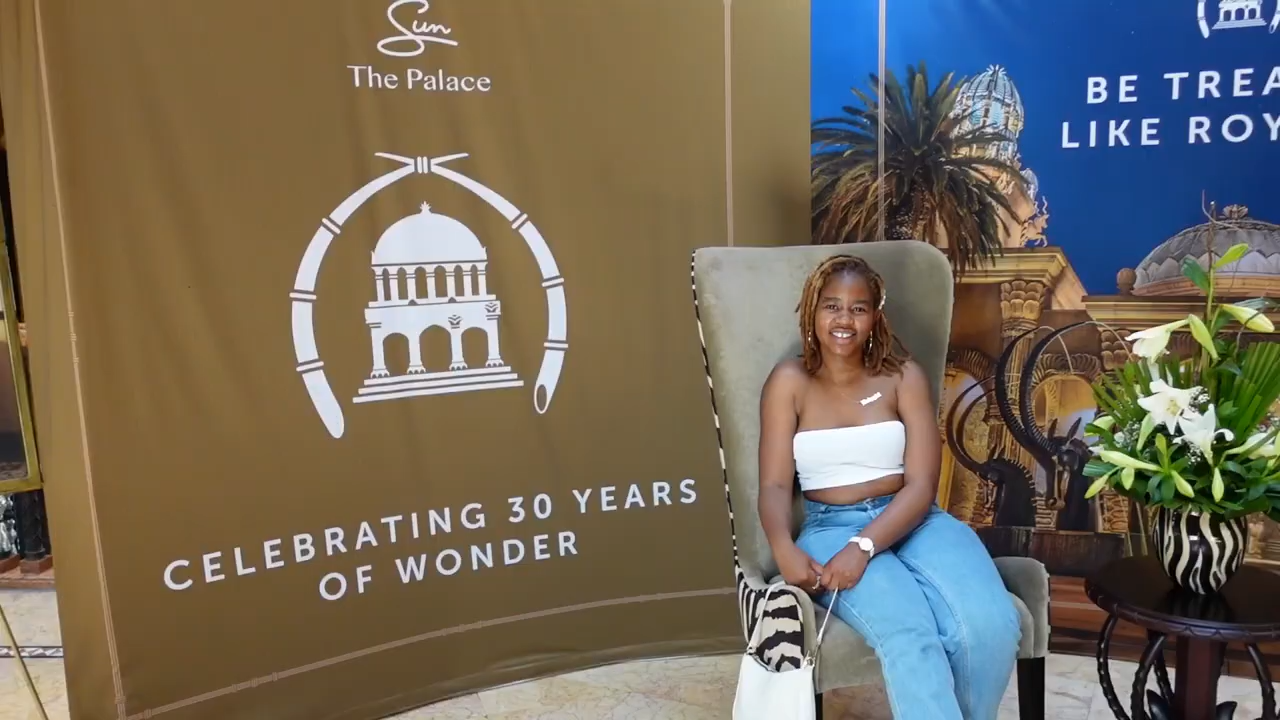 Sun
The Palace
CELEBRATING 30 YEARS
OF WONDER
BE TREA
LIKE ROY